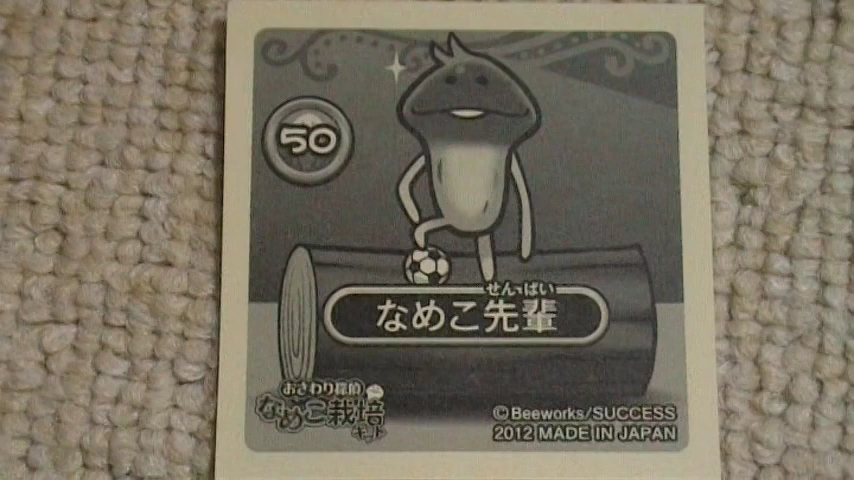 50
せんぱい
なめこ先輩
おさわり探偵
なめこ栽培
キット
©Beeworks/SUCCESS
2012 MADE IN JAPAN